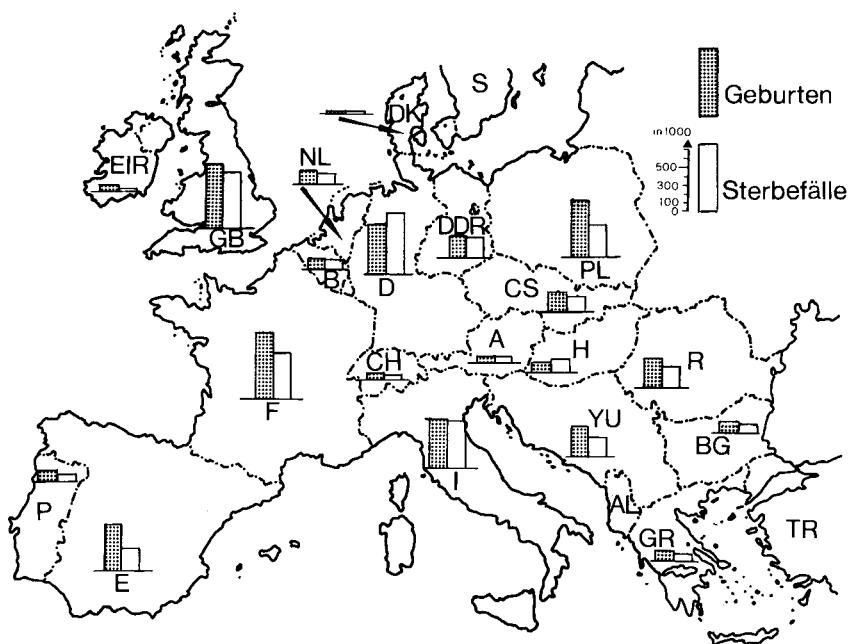 S
Geburten
in 1000
500
300
100
0
Sterbefälle
DK
NL
EIR
GB
DDR
PL
B
D
CS
A
H
R
CH
F
YU
BG
I
P
E
AL
GR
TR